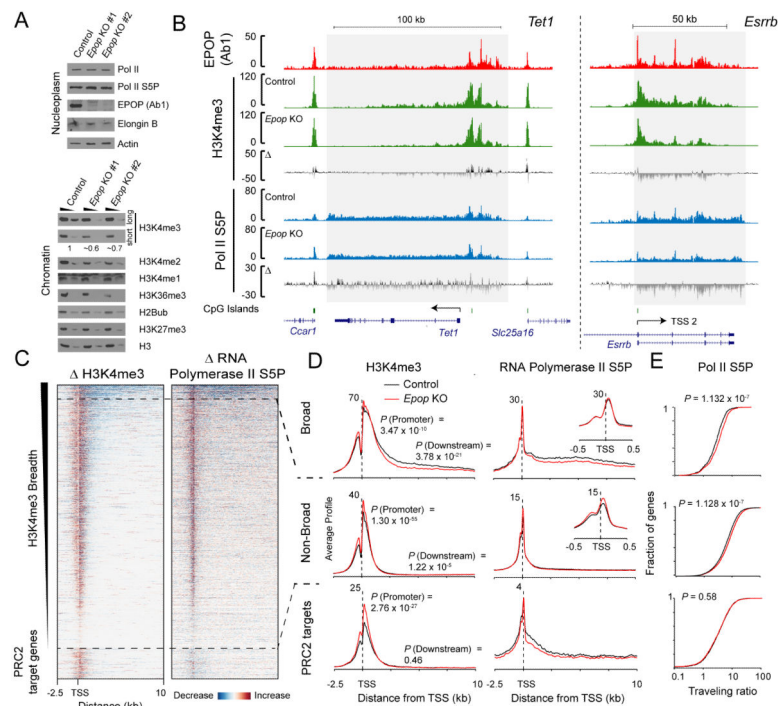 A
Control
Epop KO #1
Epop KO #2
Nucleoplasm
Pol II
Pol II S5P
EPOP (Ab1)
Elongin B
Actin
Control
Epop KO #1
Epop KO #2
Chromatin
H3K4me3
short long
1 ~0.6 ~0.7
H3K4me2
H3K4me1
H3K36me3
H2Bub
H3K27me3
H3
B
100 kb
Tet1
50 kb
Esrrb
EPOP (Ab1)
50
0
H3K4me3
120
Control
0
120
Epop KO
0
50
Δ
-50
Pol II S5P
80
Control
0
80
Epop KO
0
30
Δ
-30
CpG Islands
Ccar1
Tet1
Slc25a16
TSS 2
Esrrb
C
Δ H3K4me3
Δ RNA
Polymerase II S5P
H3K4me3 Breadth
PRC2
target genes
-2.5 TSS 10
Distance from TSS (kb)
Decrease Increase
D
H3K4me3
RNA Polymerase II S5P
Control
Epop KO
Broad
70
P (Promoter) =
3.47 x 10-10
P (Downstream) =
3.78 x 10-21
30
30
-0.5 TSS 0.5
Non-Broad
Average Profile
40
P (Promoter) =
1.30 x 10-55
P (Downstream) =
1.22 x 10-5
15
15
-0.5 TSS 0.5
PRC2 targets
25
P (Promoter) =
2.76 x 10-27
P (Downstream) =
0.46
4
-2.5 TSS 10
Distance from TSS (kb)
-2.5 TSS 10
Distance from TSS (kb)
E
Pol II S5P
Fraction of genes
P = 1.132 x 10-7
1
0
P = 1.128 x 10-7
1
0
P = 0.58
1
0
0.1 1 10 100
Traveling ratio